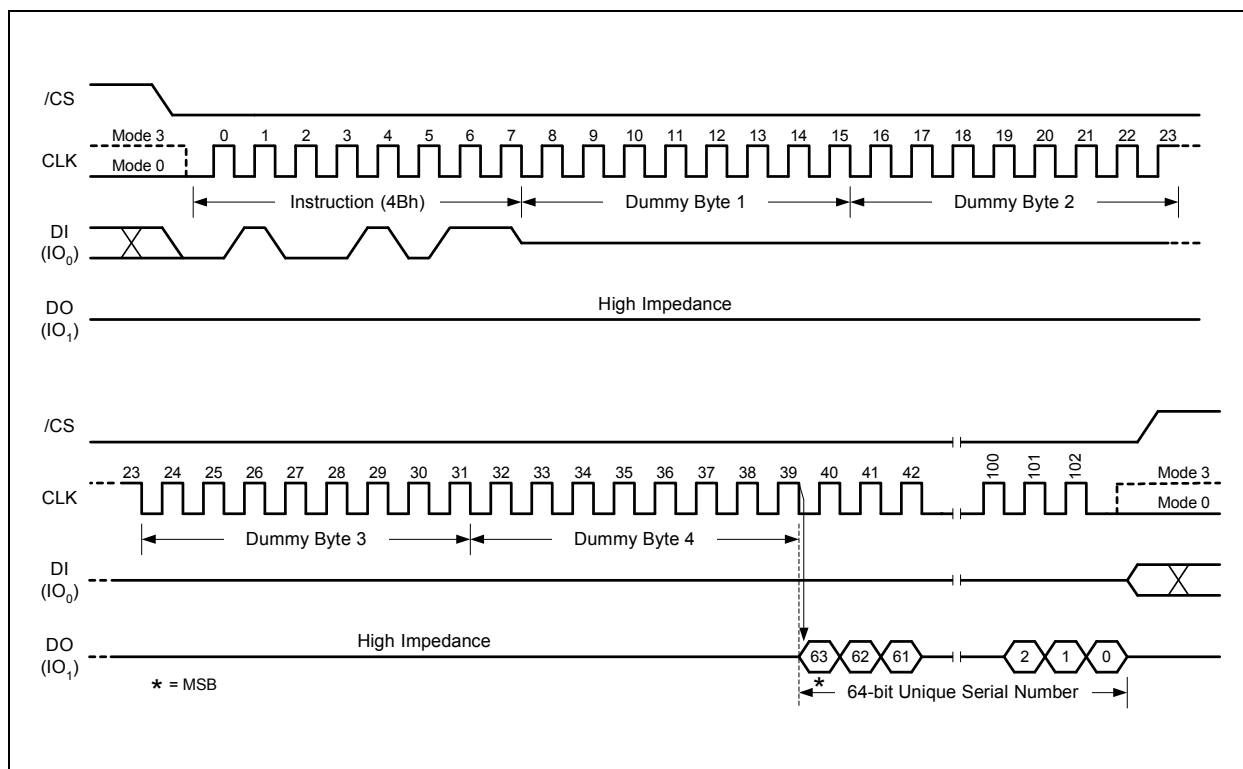 /CS
Mode 3 0 1 2 3 4 5 6 7 8 9 10 11 12 13 14 15 16 17 18 19 20 21 22 23
CLK
Mode 0
Instruction (4Bh) Dummy Byte 1 Dummy Byte 2
DI
(IO0)
High Impedance
DO
(IO1)
/CS
23 24 25 26 27 28 29 30 31 32 33 34 35 36 37 38 39 40 41 42 100 101 102 Mode 3
CLK
Mode 0
Dummy Byte 3 Dummy Byte 4
DI
(IO0)
High Impedance
DO
(IO1)
63 62 61 2 1 0
* = MSB
*
64-bit Unique Serial Number